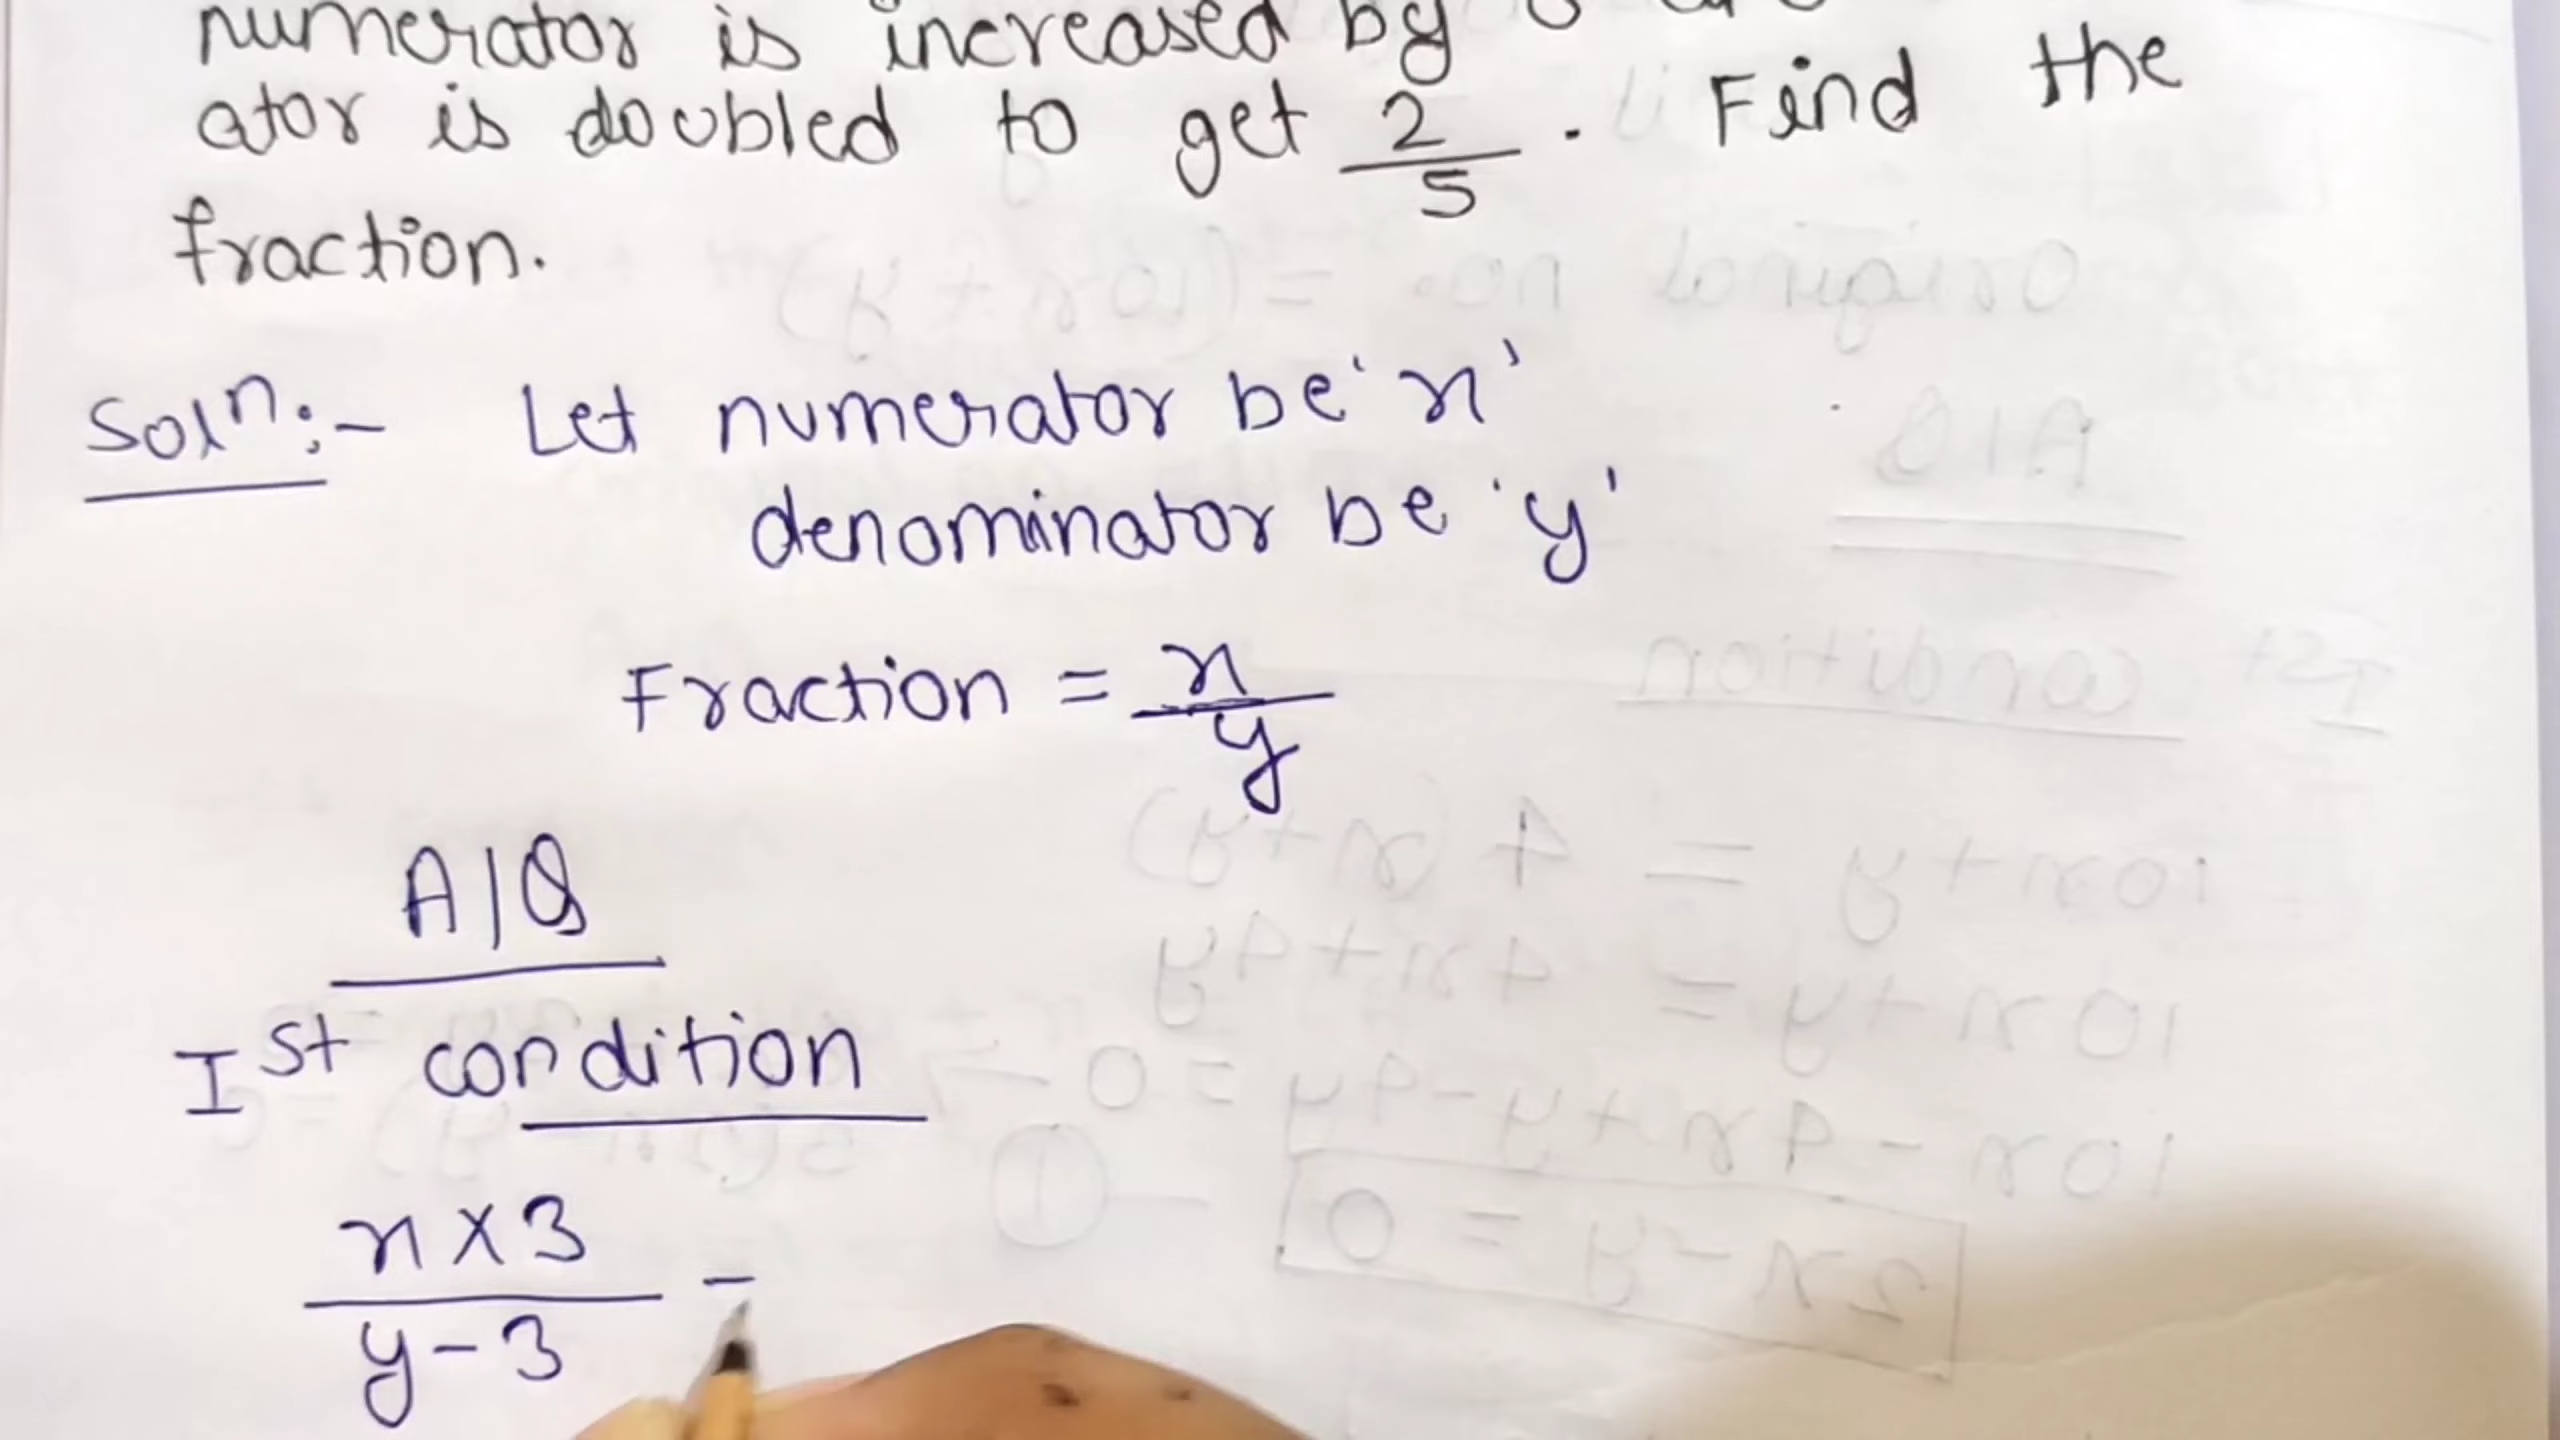 numerator is increased by
ator is doubled to get 2/5. Find the
fraction.
Soln:- Let numerator be 'x'
denominator be 'y'
Fraction = x/y
A/Q
Ist condition
x × 3
y - 3 -